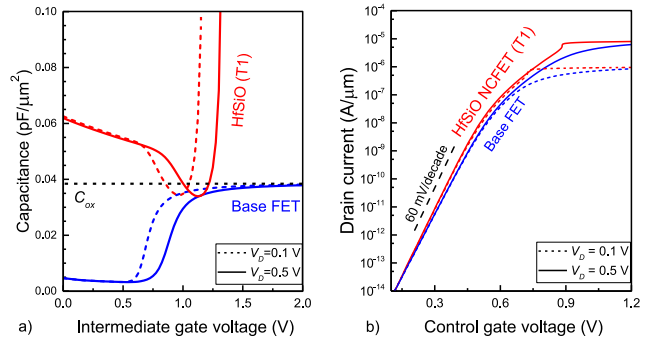 Capacitance (pF/μm²)
0.10
0.08
0.06
0.04
0.02
0.00
HfSiO (T1)
C_ox
Base FET
V_D=0.1 V
V_D=0.5 V
0.0
0.5
1.0
1.5
2.0
a)
Intermediate gate voltage (V)
Drain current (A/μm)
10⁻⁵
10⁻⁶
10⁻⁷
10⁻⁸
10⁻⁹
10⁻¹⁰
10⁻¹¹
10⁻¹²
10⁻¹³
10⁻¹⁴
HfSiO NCFET (T1)
Base FET
60 mV/decade
V_D = 0.1 V
V_D = 0.5 V
0.3
0.6
0.9
1.2
b)
Control gate voltage (V)